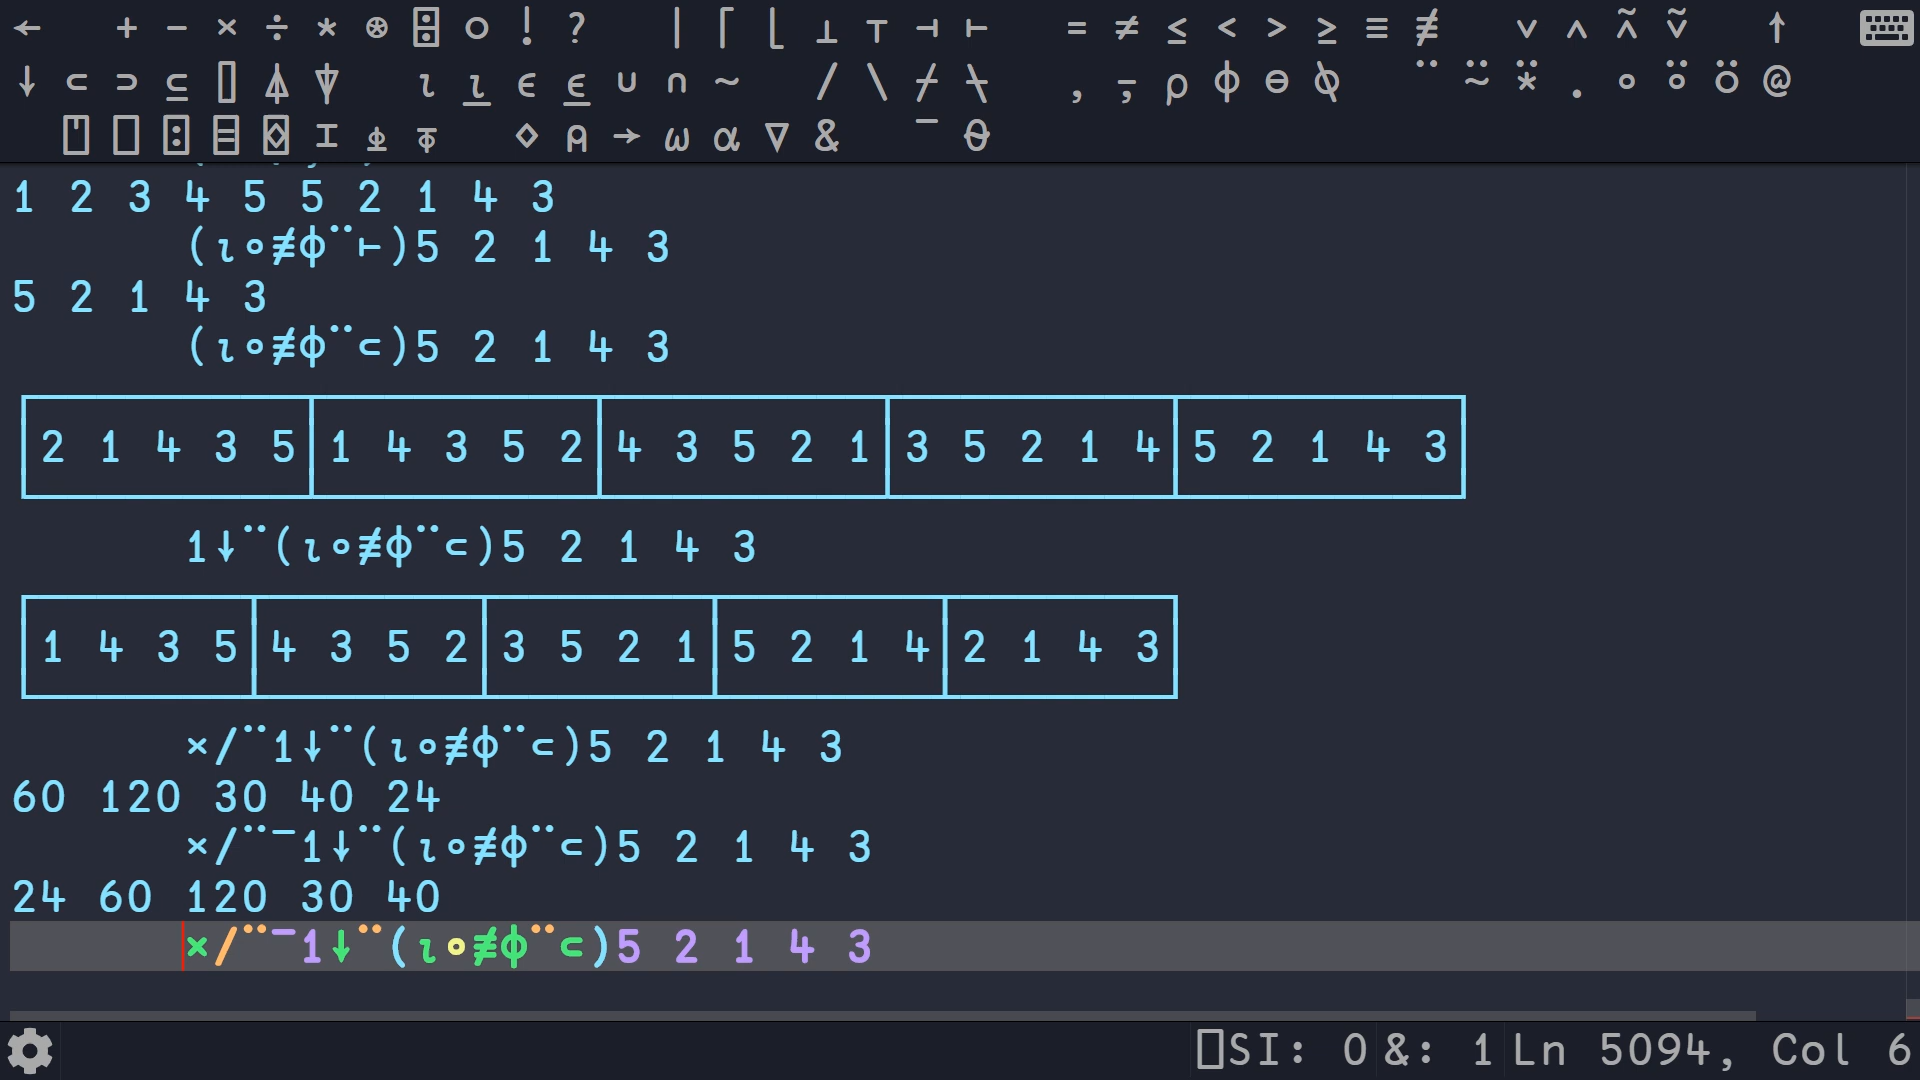 ← + − × ÷ * ⍟ ⌹ ○ ! ? | ⌈ ⌊ ⊥ ⊤ ⊣ ⊢ = ≠ ≤ < > ≥ ≡ ≢ ∨ ∧ ⍲ ⍱ ↑
↓ ⊂ ⊃ ⊆ ⌷ ⍋ ⍒ ⍳ ⍸ ∊ ⍷ ∪ ∩ ~ / \ ⌿ ⍀ , ⍪ ⍴ ⌽ ⊖ ⍉ ¨ ⍨ ⍣ . ∘ ⍤ ⍥ @
⍞ ⎕ ⍠ ⌸ ⌺ ⌶ ⍎ ⍕ ⋄ ⍝ → ⍵ ⍺ ∇ & ¯ ⍬
1 2 3 4 5 5 2 1 4 3
(⍳∘≢⌽¨⊢)5 2 1 4 3
5 2 1 4 3
(⍳∘≢⌽¨⊂)5 2 1 4 3
2 1 4 3 5 1 4 3 5 2 4 3 5 2 1 3 5 2 1 4 5 2 1 4 3
1↓¨(⍳∘≢⌽¨⊂)5 2 1 4 3
1 4 3 5 4 3 5 2 3 5 2 1 5 2 1 4 2 1 4 3
×/¨1↓¨(⍳∘≢⌽¨⊂)5 2 1 4 3
60 120 30 40 24
×/¨¯1↓¨(⍳∘≢⌽¨⊂)5 2 1 4 3
24 60 120 30 40
×/¨¯1↓¨(⍳∘≢⌽¨⊂)5 2 1 4 3
⎕SI: 0 &: 1 Ln 5094, Col 6